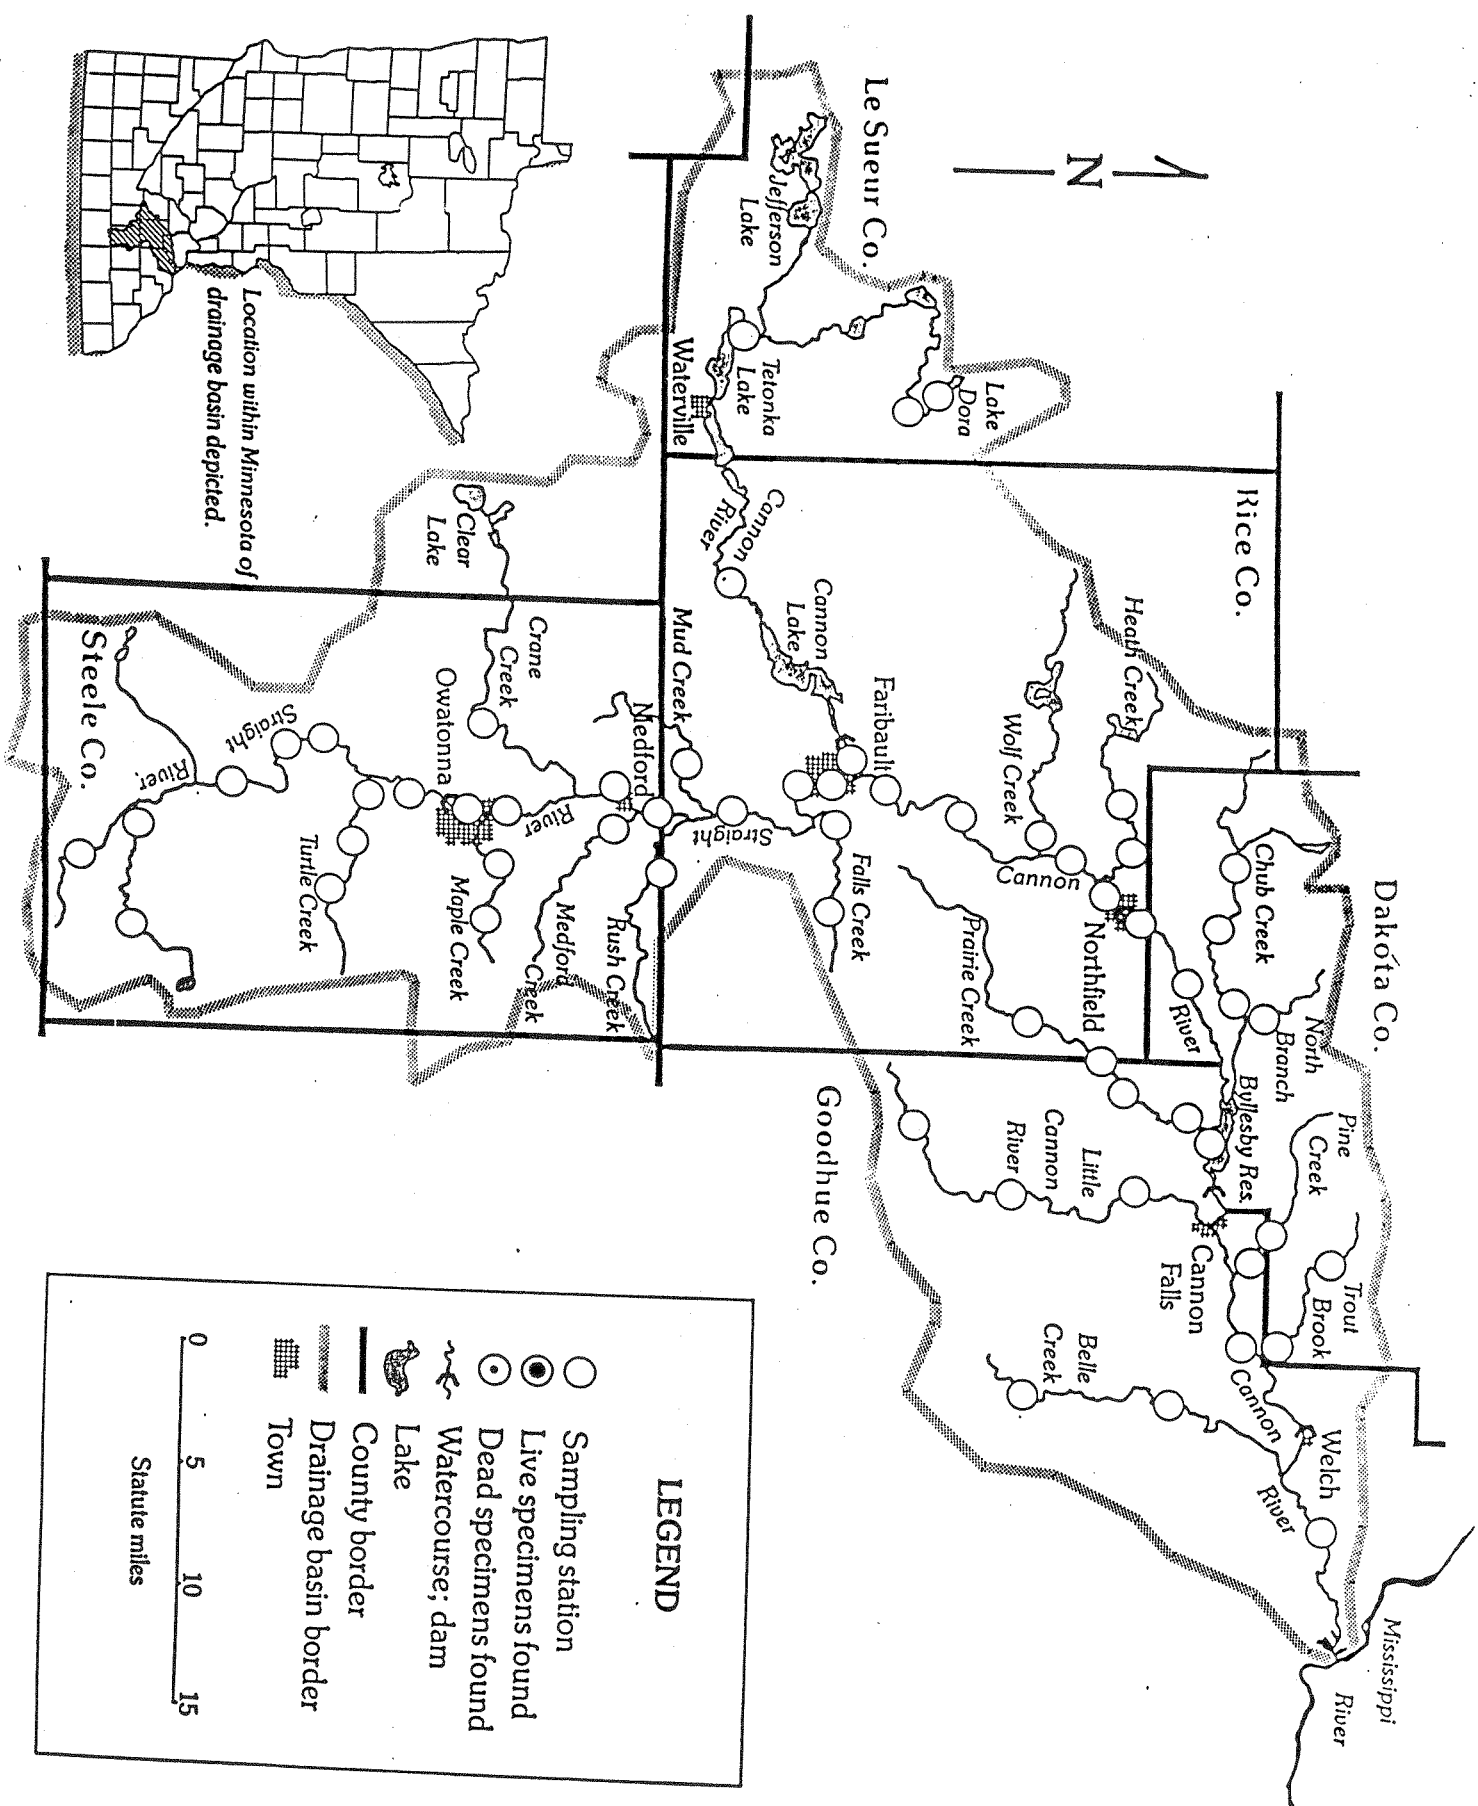 N
Le Sueur Co.
Rice Co.
Dakota Co.
Jefferson
Lake
Tetonka
Lake
Lake
Dora
Waterville
Cannon
River
Cannon
Lake
Faribault
Heath Creek
Wolf Creek
Cannon
Northfield
Chub Creek
North
Branch
River
Byllesby Res.
Pine
Creek
Trout
Brook
Cannon
Falls
Cannon
River
Welch
Mississippi
River
Prairie Creek
Little
Cannon
River
Belle
Creek
Goodhue Co.
Falls Creek
Straight
Mud Creek
Medford
Rush Creek
Medford
Creek
River
Clear
Lake
Crane
Creek
Owatonna
Maple Creek
Turtle Creek
Straight
River,
Steele Co.
Location within Minnesota of
drainage basin depicted.
LEGEND
Sampling station
Live specimens found
Dead specimens found
Watercourse; dam
Lake
County border
Drainage basin border
Town
0 5 10 15
Statute miles